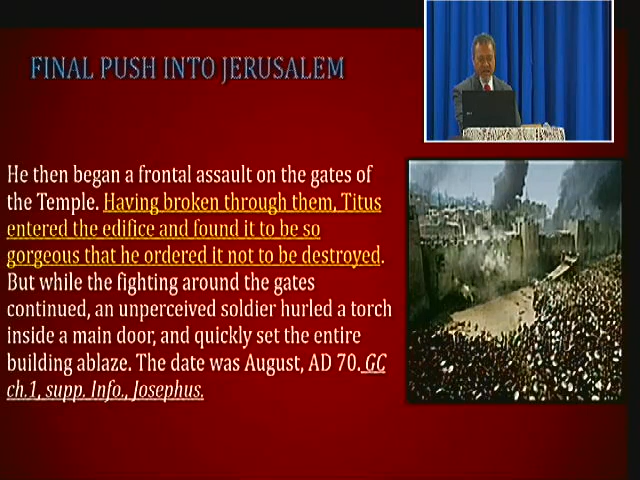 FINAL PUSH INTO JERUSALEM
He then began a frontal assault on the gates of
the Temple. Having broken through them, Titus
entered the edifice and found it to be so
gorgeous that he ordered it not to be destroyed.
But while the fighting around the gates
continued, an unperceived soldier hurled a torch
inside a main door, and quickly set the entire
building ablaze. The date was August, AD 70. GC
ch.1, supp. Info., Josephus.